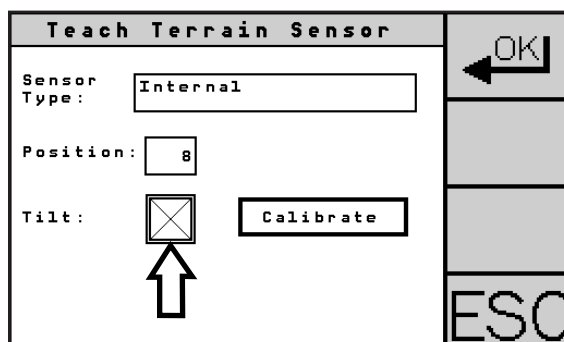 Teach Terrain Sensor
OK
Sensor
Type:
Internal
Position:
8
Tilt:
Calibrate
ESC